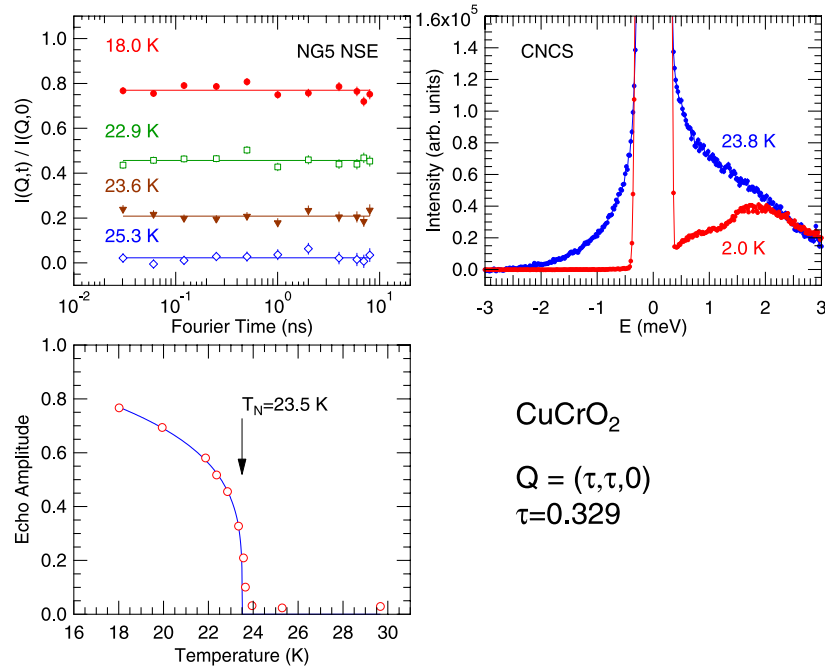 1.0
0.8
0.6
0.4
0.2
0.0
I(Q,t) / I(Q,0)
18.0 K
NG5 NSE
22.9 K
23.6 K
25.3 K
10⁻² 10⁻¹ 10⁰ 10¹
Fourier Time (ns)
1.6x10⁵
1.4
1.2
1.0
0.8
0.6
0.4
0.2
0.0
Intensity (arb. units)
CNCS
23.8 K
2.0 K
-3 -2 -1 0 1 2 3
E (meV)
1.0
0.8
0.6
0.4
0.2
0.0
Echo Amplitude
T_N=23.5 K
16 18 20 22 24 26 28 30
Temperature (K)
CuCrO₂
Q = (τ,τ,0)
τ=0.329